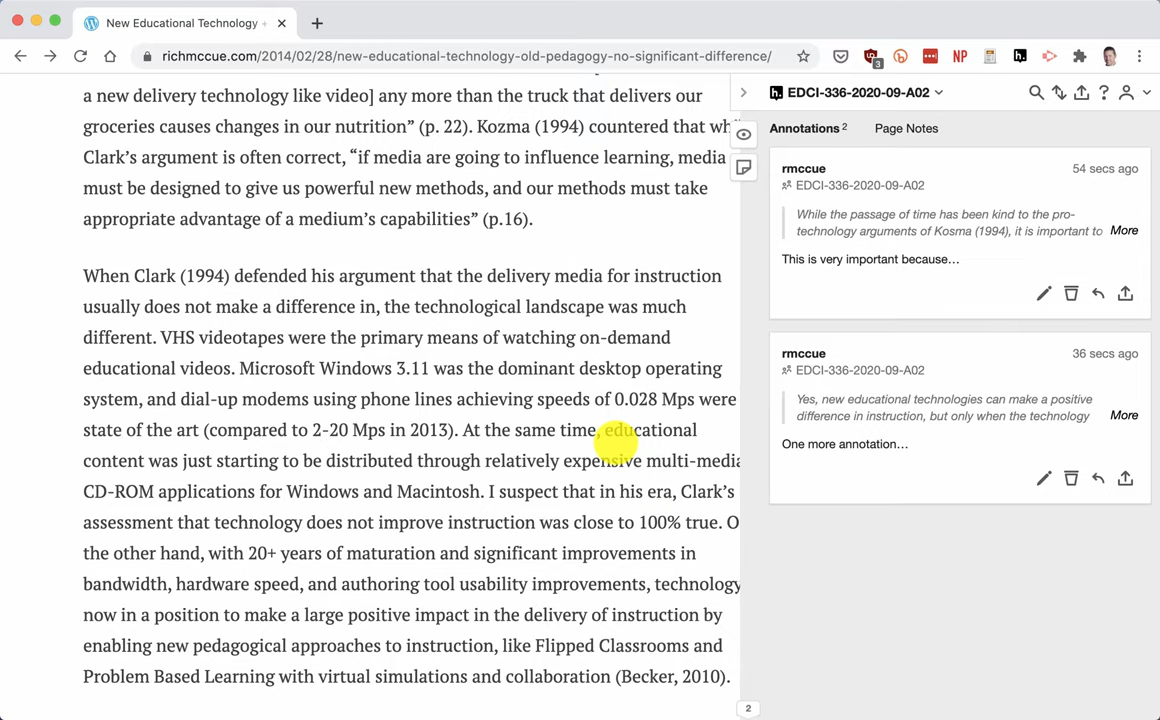 New Educational Technology
richmccue.com/2014/02/28/new-educational-technology-old-pedagogy-no-significant-difference/
3
NP
h.
a new delivery technology like video] any more than the truck that delivers our
groceries causes changes in our nutrition” (p. 22). Kozma (1994) countered that
Clark’s argument is often correct, “if media are going to influence learning, media
must be designed to give us powerful new methods, and our methods must take
appropriate advantage of a medium’s capabilities” (p.16).
When Clark (1994) defended his argument that the delivery media for instruction
usually does not make a difference in, the technological landscape was much
different. VHS videotapes were the primary means of watching on-demand
educational videos. Microsoft Windows 3.11 was the dominant desktop operating
system, and dial-up modems using phone lines achieving speeds of 0.028 Mps were
state of the art (compared to 2-20 Mps in 2013). At the same time, educational
content was just starting to be distributed through relatively expensive multi-media
CD-ROM applications for Windows and Macintosh. I suspect that in his era, Clark’s
assessment that technology does not improve instruction was close to 100% true. O
the other hand, with 20+ years of maturation and significant improvements in
bandwidth, hardware speed, and authoring tool usability improvements, technology
now in a position to make a large positive impact in the delivery of instruction by
enabling new pedagogical approaches to instruction, like Flipped Classrooms and
Problem Based Learning with virtual simulations and collaboration (Becker, 2010).
h. EDCI-336-2020-09-A02
Annotations 2 Page Notes
rmccue 54 secs ago
EDCI-336-2020-09-A02
While the passage of time has been kind to the pro-
technology arguments of Kosma (1994), it is important to More
This is very important because…
rmccue 36 secs ago
EDCI-336-2020-09-A02
Yes, new educational technologies can make a positive
difference in instruction, but only when the technology More
One more annotation…
2